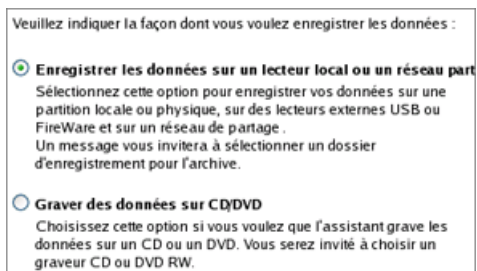 Veuillez indiquer la façon dont vous voulez enregistrer les données :
Enregistrer les données sur un lecteur local ou un réseau part
Sélectionnez cette option pour enregistrer vos données sur une
partition locale ou physique, sur des lecteurs externes USB ou
FireWare et sur un réseau de partage .
Un message vous invitera à sélectionner un dossier
d'enregistrement pour l'archive.
Graver des données sur CD/DVD
Choisissez cette option si vous voulez que l'assistant grave les
données sur un CD ou un DVD. Vous serez invité à choisir un
graveur CD ou DVD RW.